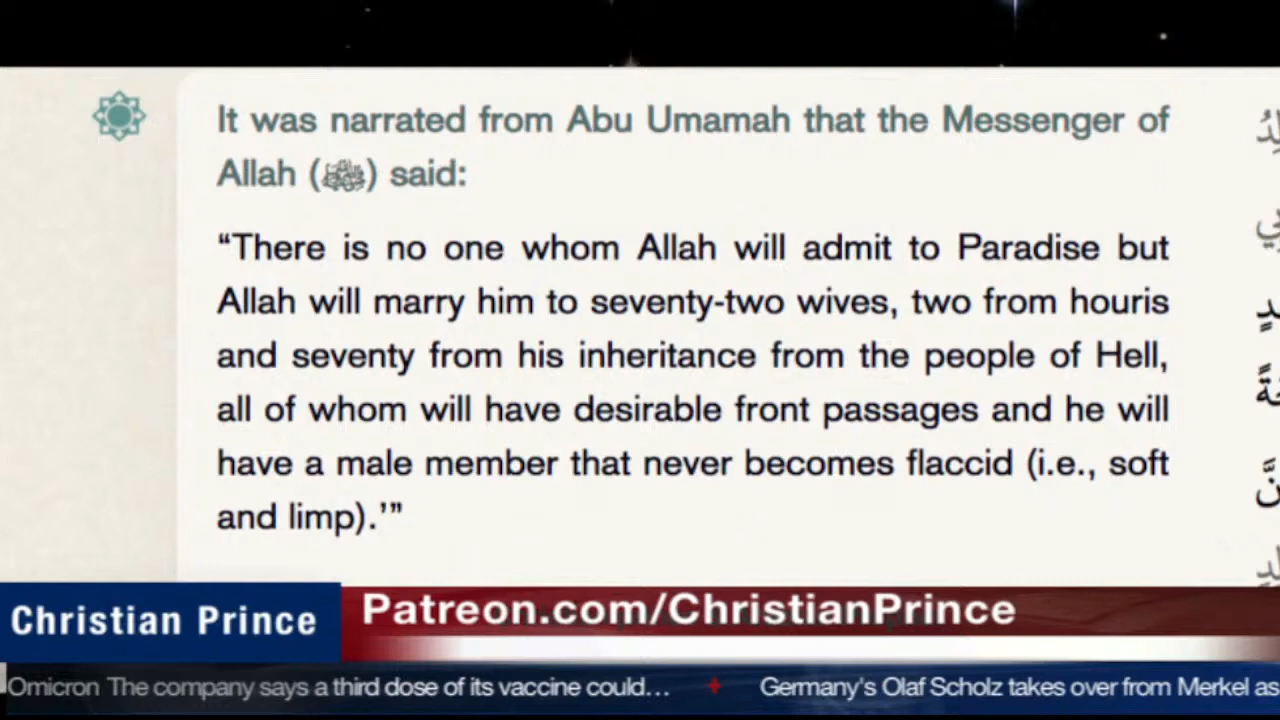 It was narrated from Abu Umamah that the Messenger of
Allah (ﷺ) said:
“There is no one whom Allah will admit to Paradise but
Allah will marry him to seventy-two wives, two from houris
and seventy from his inheritance from the people of Hell,
all of whom will have desirable front passages and he will
have a male member that never becomes flaccid (i.e., soft
and limp).’”
Christian Prince
Patreon.com/ChristianPrince
Omicron The company says a third dose of its vaccine could... + Germany's Olaf Scholz takes over from Merkel as